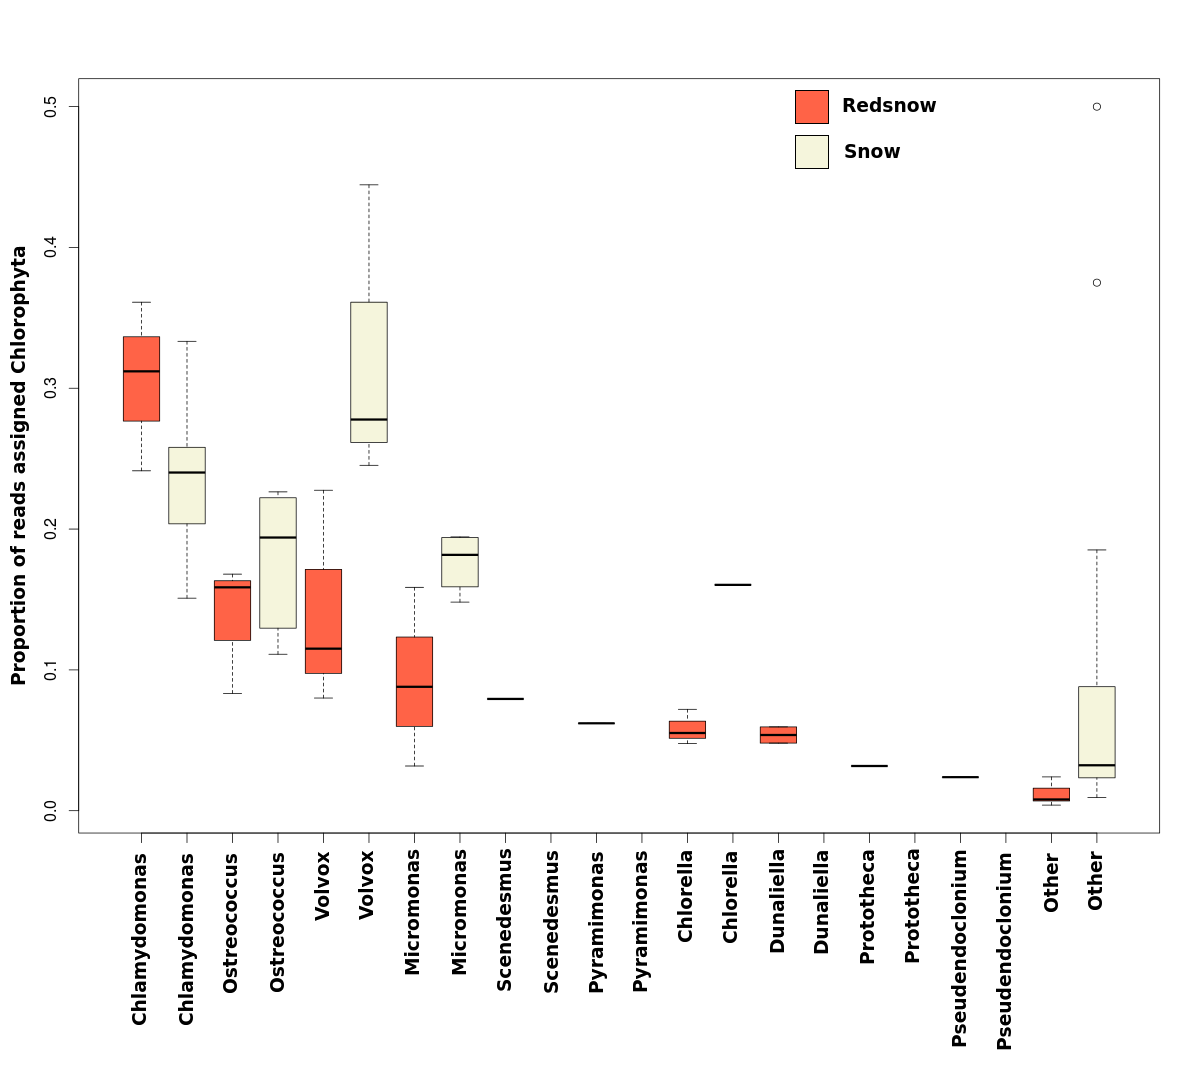 Redsnow
Snow
Proportion of reads assigned Chlorophyta
0.5
0.4
0.3
0.2
0.1
0.0
Chlamydomonas
Chlamydomonas
Ostreococcus
Ostreococcus
Volvox
Volvox
Micromonas
Micromonas
Scenedesmus
Scenedesmus
Pyramimonas
Pyramimonas
Chlorella
Chlorella
Dunaliella
Dunaliella
Prototheca
Prototheca
Pseudendoclonium
Pseudendoclonium
Other
Other